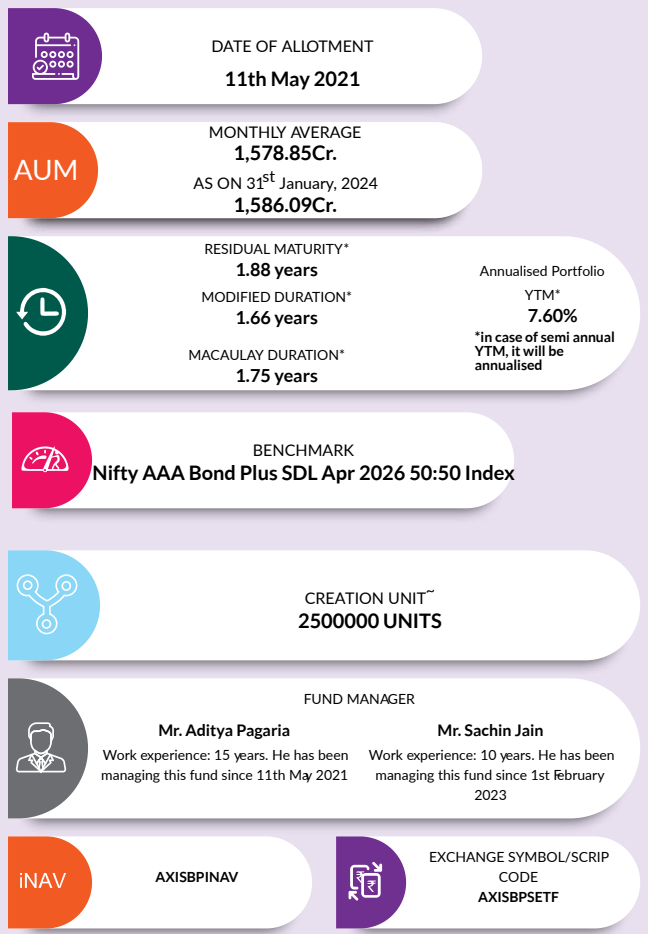 DATE OF ALLOTMENT
11th May 2021
AUM
MONTHLY AVERAGE
1,578.85Cr.
AS ON 31st January, 2024
1,586.09Cr.
RESIDUAL MATURITY*
1.88 years
MODIFIED DURATION*
1.66 years
MACAULAY DURATION*
1.75 years
Annualised Portfolio
YTM*
7.60%
*in case of semi annual
YTM, it will be
annualised
BENCHMARK
Nifty AAA Bond Plus SDL Apr 2026 50:50 Index
CREATION UNIT~
2500000 UNITS
FUND MANAGER
Mr. Aditya Pagaria
Work experience: 15 years. He has been
managing this fund since 11th May 2021
Mr. Sachin Jain
Work experience: 10 years. He has been
managing this fund since 1st February
2023
iNAV
AXISBPINAV
₹
₹
EXCHANGE SYMBOL/SCRIP
CODE
AXISBPSETF